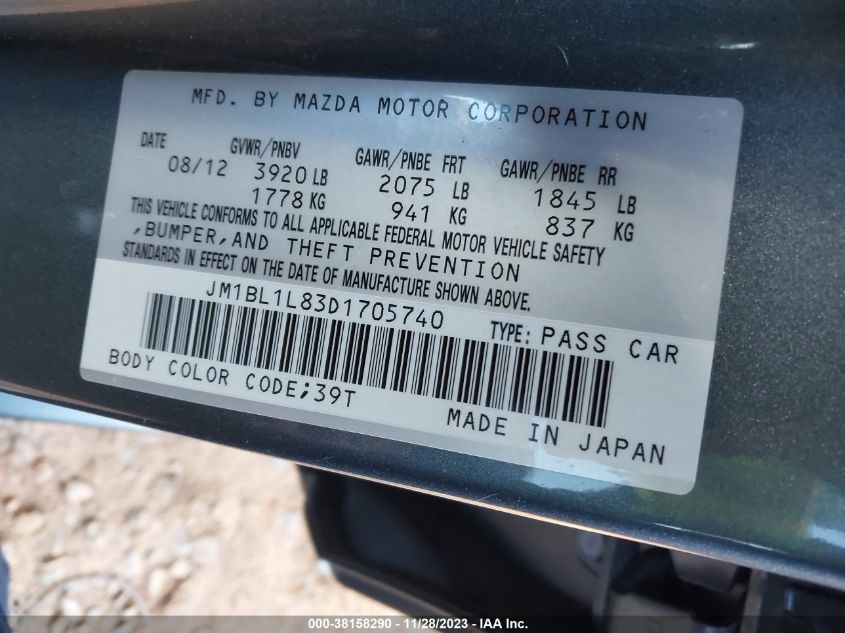 MFD. BY MAZDA MOTOR CORPORATION
DATE GVWR/PNBV GAWR/PNBE FRT GAWR/PNBE RR
08/12 3920 LB 2075 LB 1845 LB
1778 KG 941 KG 837 KG
THIS VEHICLE CONFORMS TO ALL APPLICABLE FEDERAL MOTOR VEHICLE SAFETY
,BUMPER,AND THEFT PREVENTION
STANDARDS IN EFFECT ON THE DATE OF MANUFACTURE SHOWN ABOVE.
JM1BL1L83D1705740 TYPE: PASS CAR
BODY COLOR CODE;39T
MADE IN JAPAN
000-38158290 - 11/28/2023 - IAA Inc.